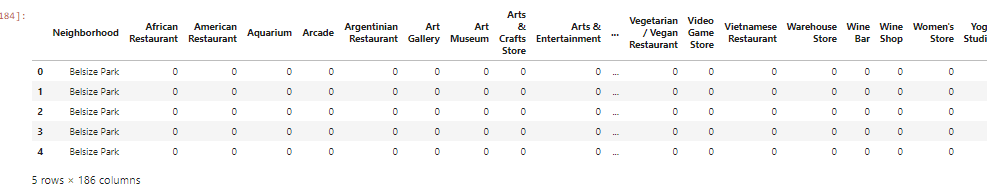 184]:
Neighborhood African Restaurant American Restaurant Aquarium Arcade Argentinian Restaurant Art Gallery Art Museum Arts & Crafts Store Arts & Entertainment ... Vegetarian / Vegan Restaurant Video Game Store Vietnamese Restaurant Warehouse Store Wine Bar Wine Shop Women's Store Yog Studi
0 Belsize Park 0 0 0 0 0 0 0 0 0 ... 0 0 0 0 0 0 0
1 Belsize Park 0 0 0 0 0 0 0 0 0 ... 0 0 0 0 0 0 0
2 Belsize Park 0 0 0 0 0 0 0 0 0 ... 0 0 0 0 0 0 0
3 Belsize Park 0 0 0 0 0 0 0 0 0 ... 0 0 0 0 0 0 0
4 Belsize Park 0 0 0 0 0 0 0 0 0 ... 0 0 0 0 0 0 0
5 rows × 186 columns